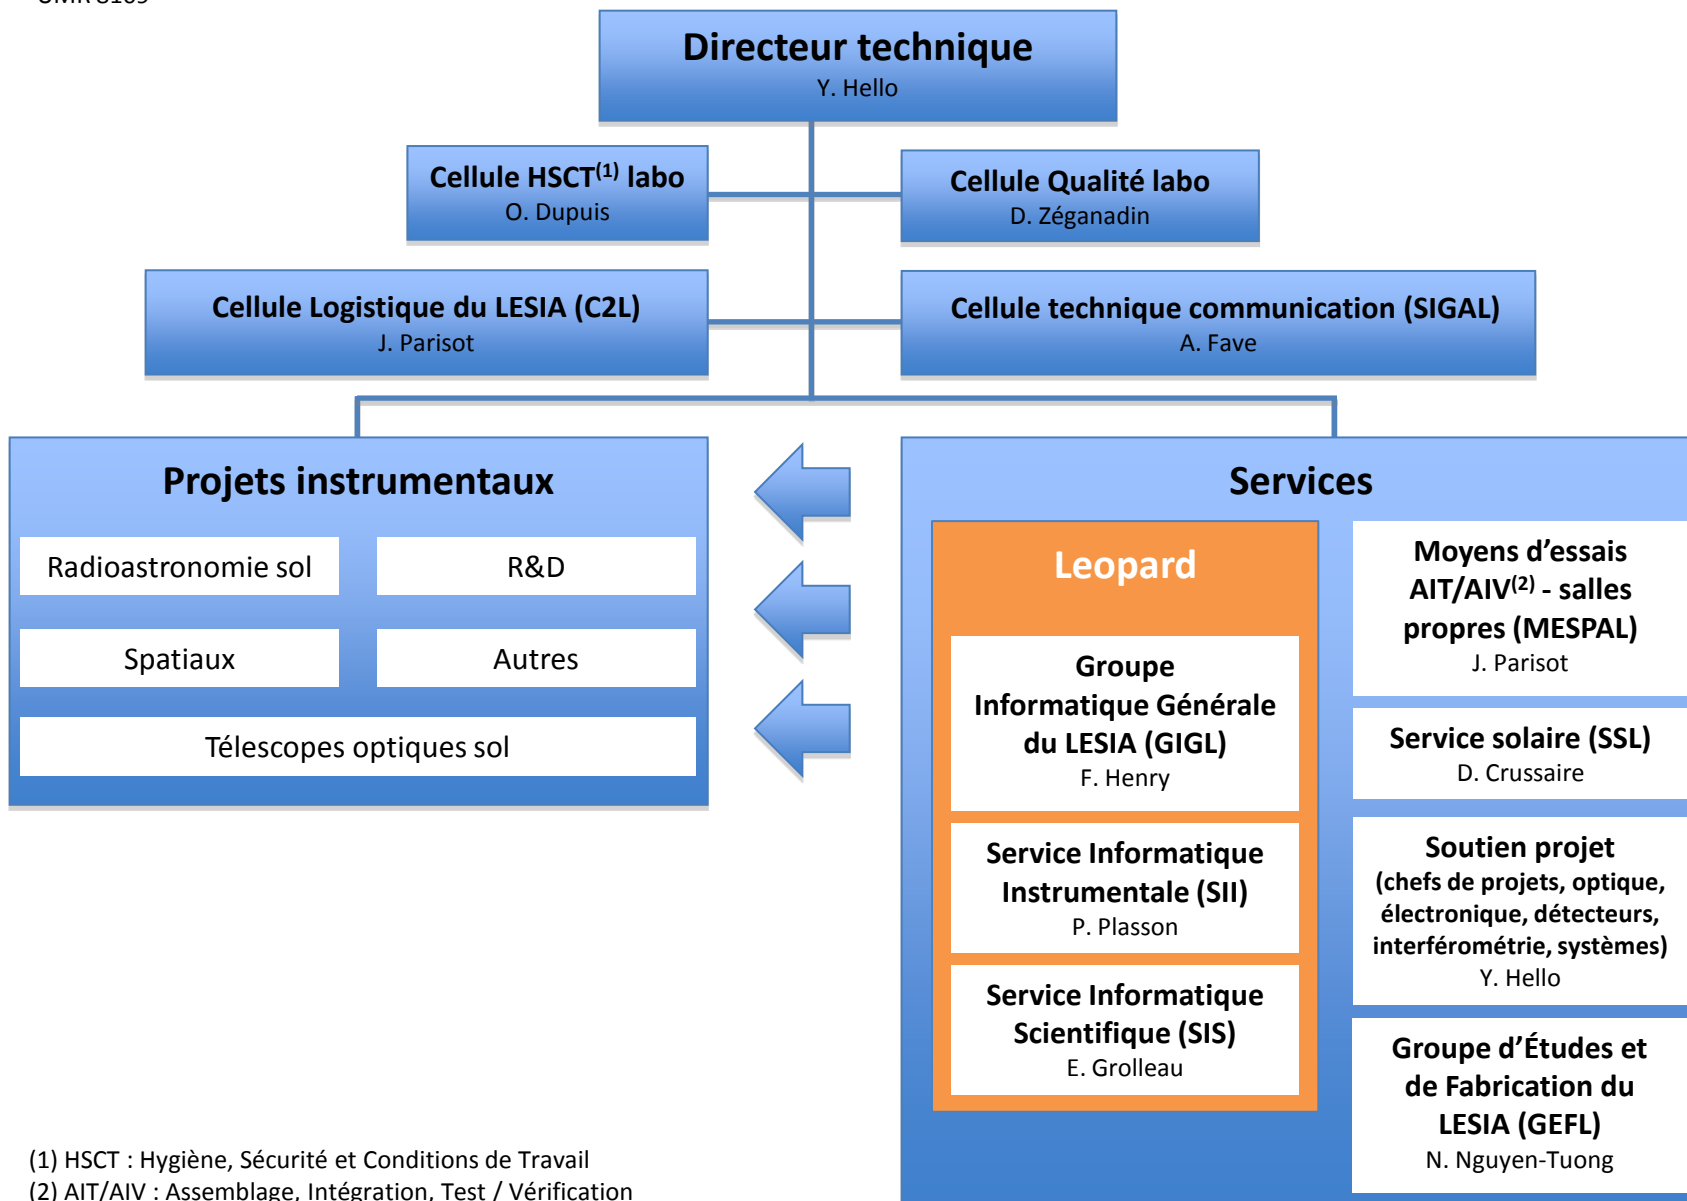 Directeur technique
Y. Hello
Cellule HSCT(1) labo
O. Dupuis
Cellule Qualité labo
D. Zéganadin
Cellule Logistique du LESIA (C2L)
J. Parisot
Cellule technique communication (SIGAL)
A. Fave
Projets instrumentaux
Radioastronomie sol
R&D
Spatiaux
Autres
Télescopes optiques sol
Services
Leopard
Groupe
Informatique Générale
du LESIA (GIGL)
F. Henry
Service Informatique
Instrumentale (SII)
P. Plasson
Service Informatique
Scientifique (SIS)
E. Grolleau
Moyens d’essais
AIT/AIV(2) - salles
propres (MESPAL)
J. Parisot
Service solaire (SSL)
D. Crussaire
Soutien projet
(chefs de projets, optique,
électronique, détecteurs,
interférométrie, systèmes)
Y. Hello
Groupe d’Études et
de Fabrication du
LESIA (GEFL)
N. Nguyen-Tuong
(1) HSCT : Hygiène, Sécurité et Conditions de Travail
(2) AIT/AIV : Assemblage, Intégration, Test / Vérification